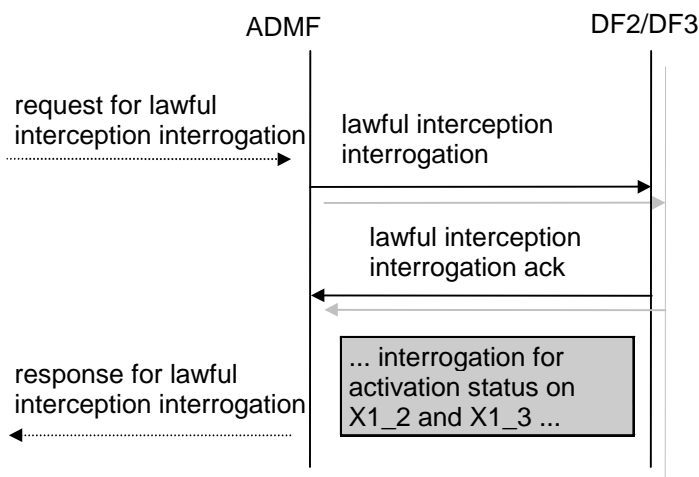 ADMF
DF2/DF3
request for lawful
interception interrogation
lawful interception
interrogation
lawful interception
interrogation ack
... interrogation for
activation status on
X1_2 and X1_3 ...
response for lawful
interception interrogation